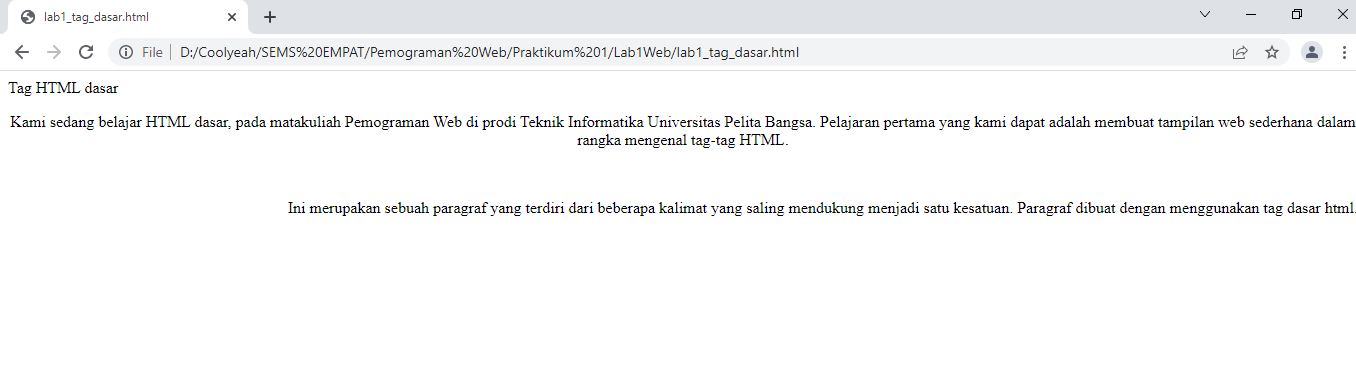 lab1_tag_dasar.html
File | D:/Coolyeah/SEMS%20EMPAT/Pemograman%20Web/Praktikum%201/Lab1Web/lab1_tag_dasar.html
Tag HTML dasar
Kami sedang belajar HTML dasar, pada matakuliah Pemograman Web di prodi Teknik Informatika Universitas Pelita Bangsa. Pelajaran pertama yang kami dapat adalah membuat tampilan web sederhana dalam
rangka mengenal tag-tag HTML.
Ini merupakan sebuah paragraf yang terdiri dari beberapa kalimat yang saling mendukung menjadi satu kesatuan. Paragraf dibuat dengan menggunakan tag dasar html.